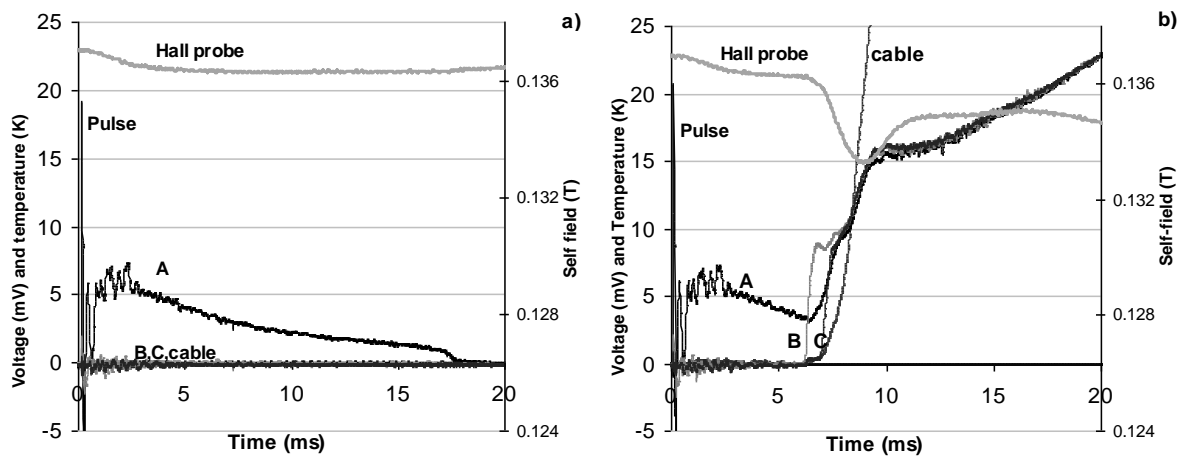 a)
25
20
15
10
5
0
-5
Voltage (mV) and temperature (K)
Hall probe
Pulse
A
B,C,cable
0
5
10
15
20
Time (ms)
0.136
0.132
0.128
0.124
Self field (T)
b)
25
20
15
10
5
0
-5
Voltage (mV) and Temperature (K)
Hall probe
cable
Pulse
A
B
C
0
5
10
15
20
Time (ms)
0.136
0.132
0.128
0.124
Self-field (T)